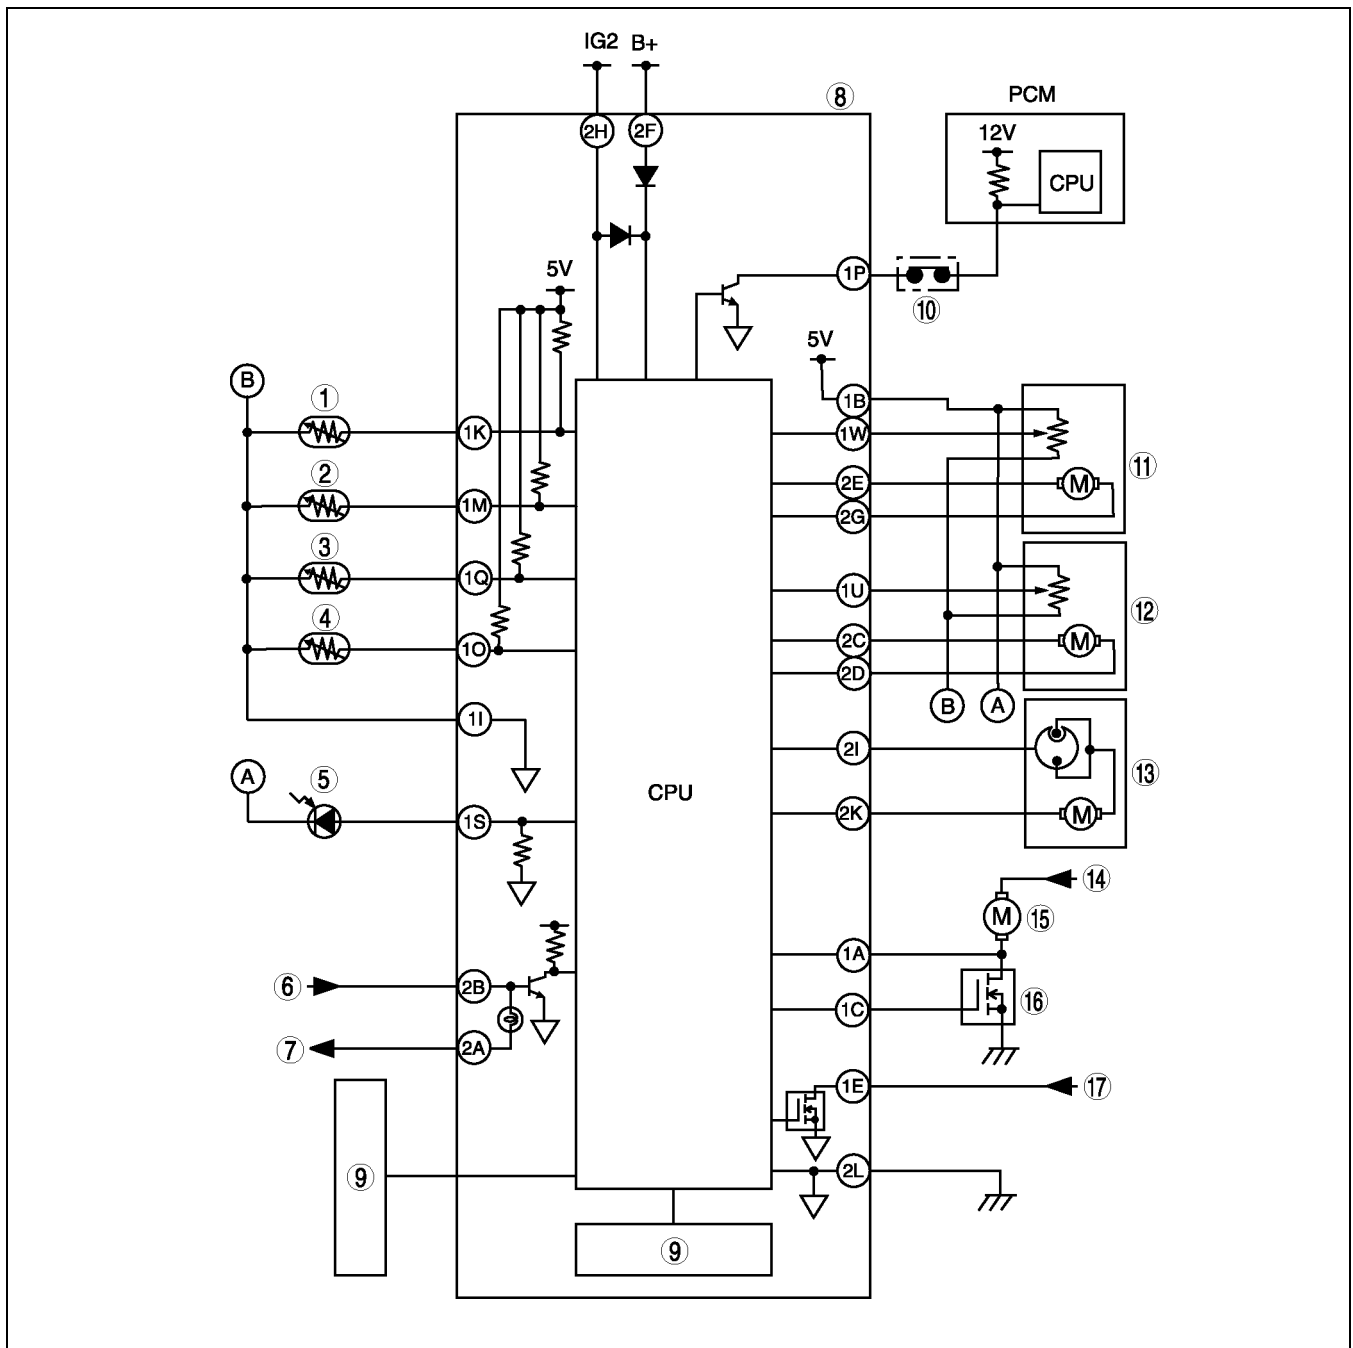 IG2 B+
⑧
PCM
2H 2F
12V
CPU
5V
1P
⑩
5V
B
①
1K
1B
1W
⑪
②
1M
2E
M
2G
③
1Q
1U
⑫
④
1O
2C
M
2D
B A
1I
2I
⑬
A
⑤
CPU
1S
2K
M
⑭
M
⑮
1A
⑥
2B
1C
⑯
⑦
2A
1E
⑰
⑨
2L
⑨